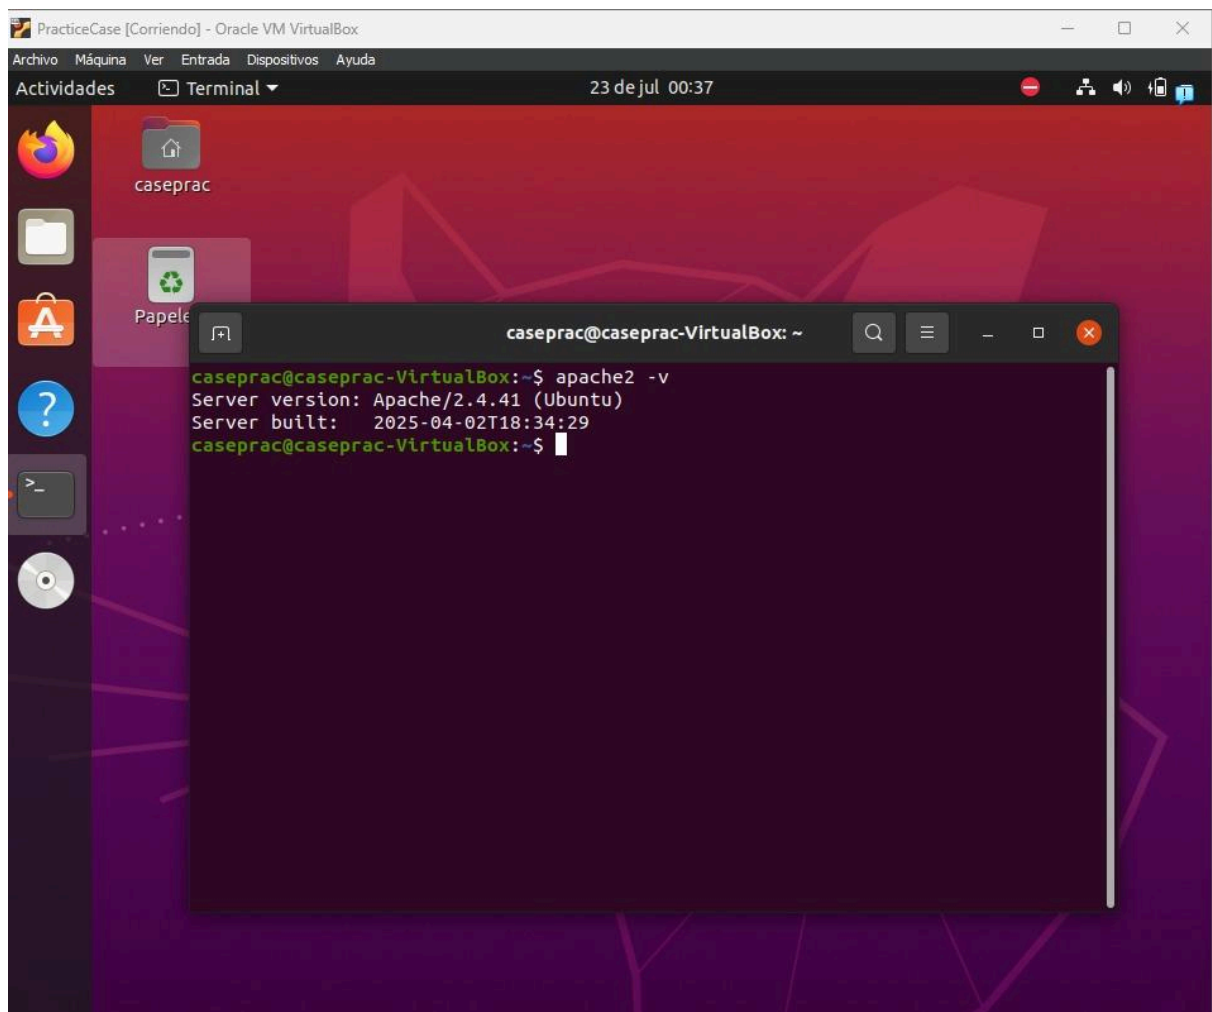 PracticeCase [Corriendo] - Oracle VM VirtualBox
Archivo Máquina Ver Entrada Dispositivos Ayuda
Actividades Terminal 23 de jul 00:37
caseprac
Papele
caseprac@caseprac-VirtualBox: ~
caseprac@caseprac-VirtualBox:~$ apache2 -v
Server version: Apache/2.4.41 (Ubuntu)
Server built:   2025-04-02T18:34:29
caseprac@caseprac-VirtualBox:~$